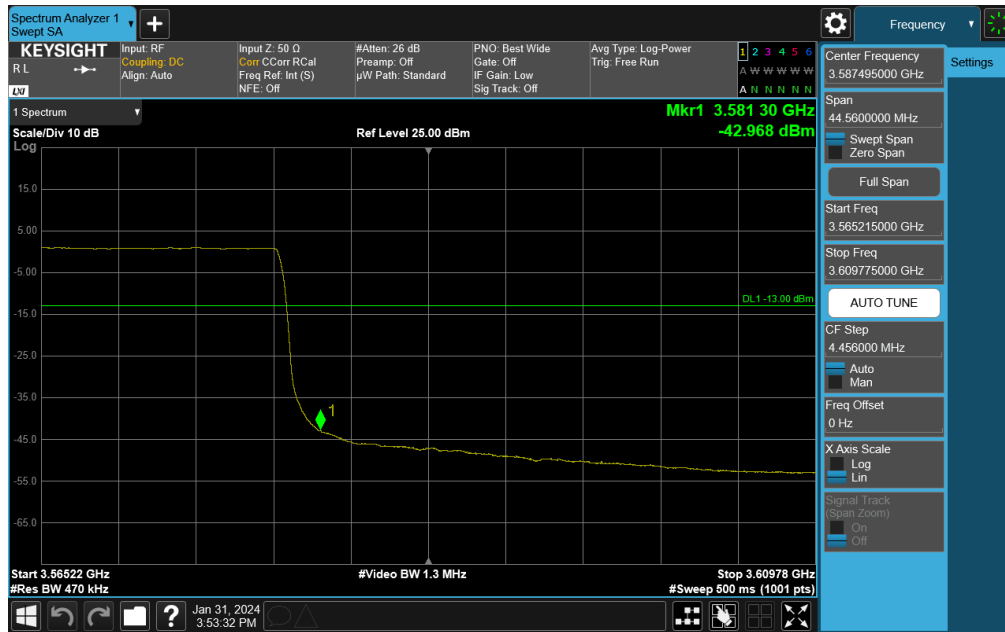 Spectrum Analyzer 1
Swept SA
Frequency
KEYSIGHT
R L
LXI
Input: RF
Coupling: DC
Align: Auto
Input Z: 50 Ω
Corr CCorr RCal
Freq Ref: Int (S)
NFE: Off
#Atten: 26 dB
Preamp: Off
µW Path: Standard
PNO: Best Wide
Gate: Off
IF Gain: Low
Sig Track: Off
Avg Type: Log-Power
Trig: Free Run
1 2 3 4 5 6
A W W W W W
A N N N N N
1 Spectrum
Mkr1 3.581 30 GHz
Scale/Div 10 dB
Ref Level 25.00 dBm
-42.968 dBm
Log
15.0
5.00
-5.00
DL1 -13.00 dBm
-15.0
-25.0
-35.0
1
-45.0
-55.0
-65.0
Start 3.56522 GHz
#Video BW 1.3 MHz
Stop 3.60978 GHz
#Res BW 470 kHz
#Sweep 500 ms (1001 pts)
Center Frequency
3.587495000 GHz
Settings
Span
44.5600000 MHz
Swept Span
Zero Span
Full Span
Start Freq
3.565215000 GHz
Stop Freq
3.609775000 GHz
AUTO TUNE
CF Step
4.456000 MHz
Auto
Man
Freq Offset
0 Hz
X Axis Scale
Log
Lin
Signal Track
(Span Zoom)
On
Off
?
Jan 31, 2024
3:53:32 PM